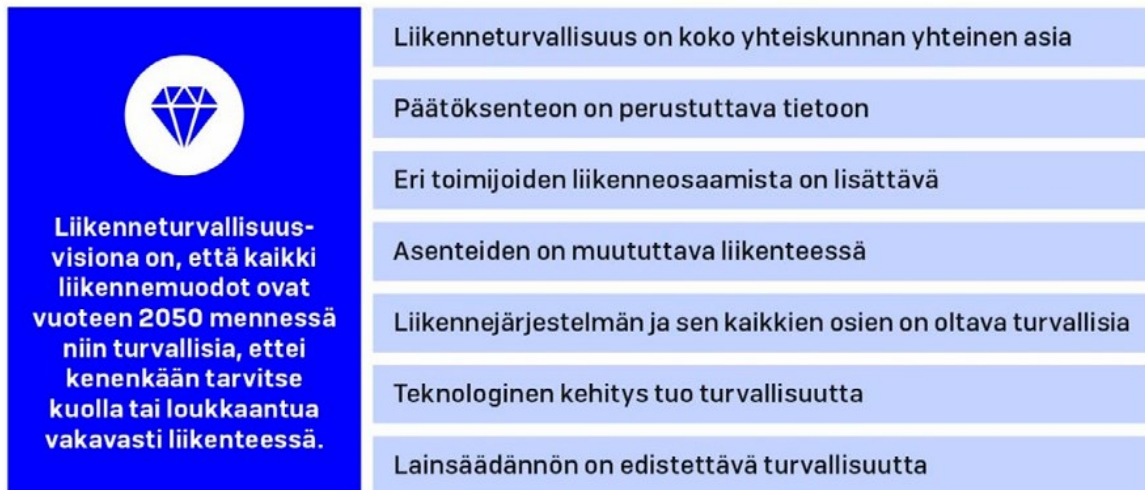 Liikenneturvallisuus-
visiona on, että kaikki
liikennemuodot ovat
vuoteen 2050 mennessä
niin turvallisia, ettei
kenenkään tarvitse
kuolla tai loukkaantua
vakavasti liikenteessä.
Liikenneturvallisuus on koko yhteiskunnan yhteinen asia
Päätöksenteon on perustuttava tietoon
Eri toimijoiden liikenneosaamista on lisättävä
Asenteiden on muututtava liikenteessä
Liikennejärjestelmän ja sen kaikkien osien on oltava turvallisia
Teknologinen kehitys tuo turvallisuutta
Lainsäädännön on edistettävä turvallisuutta